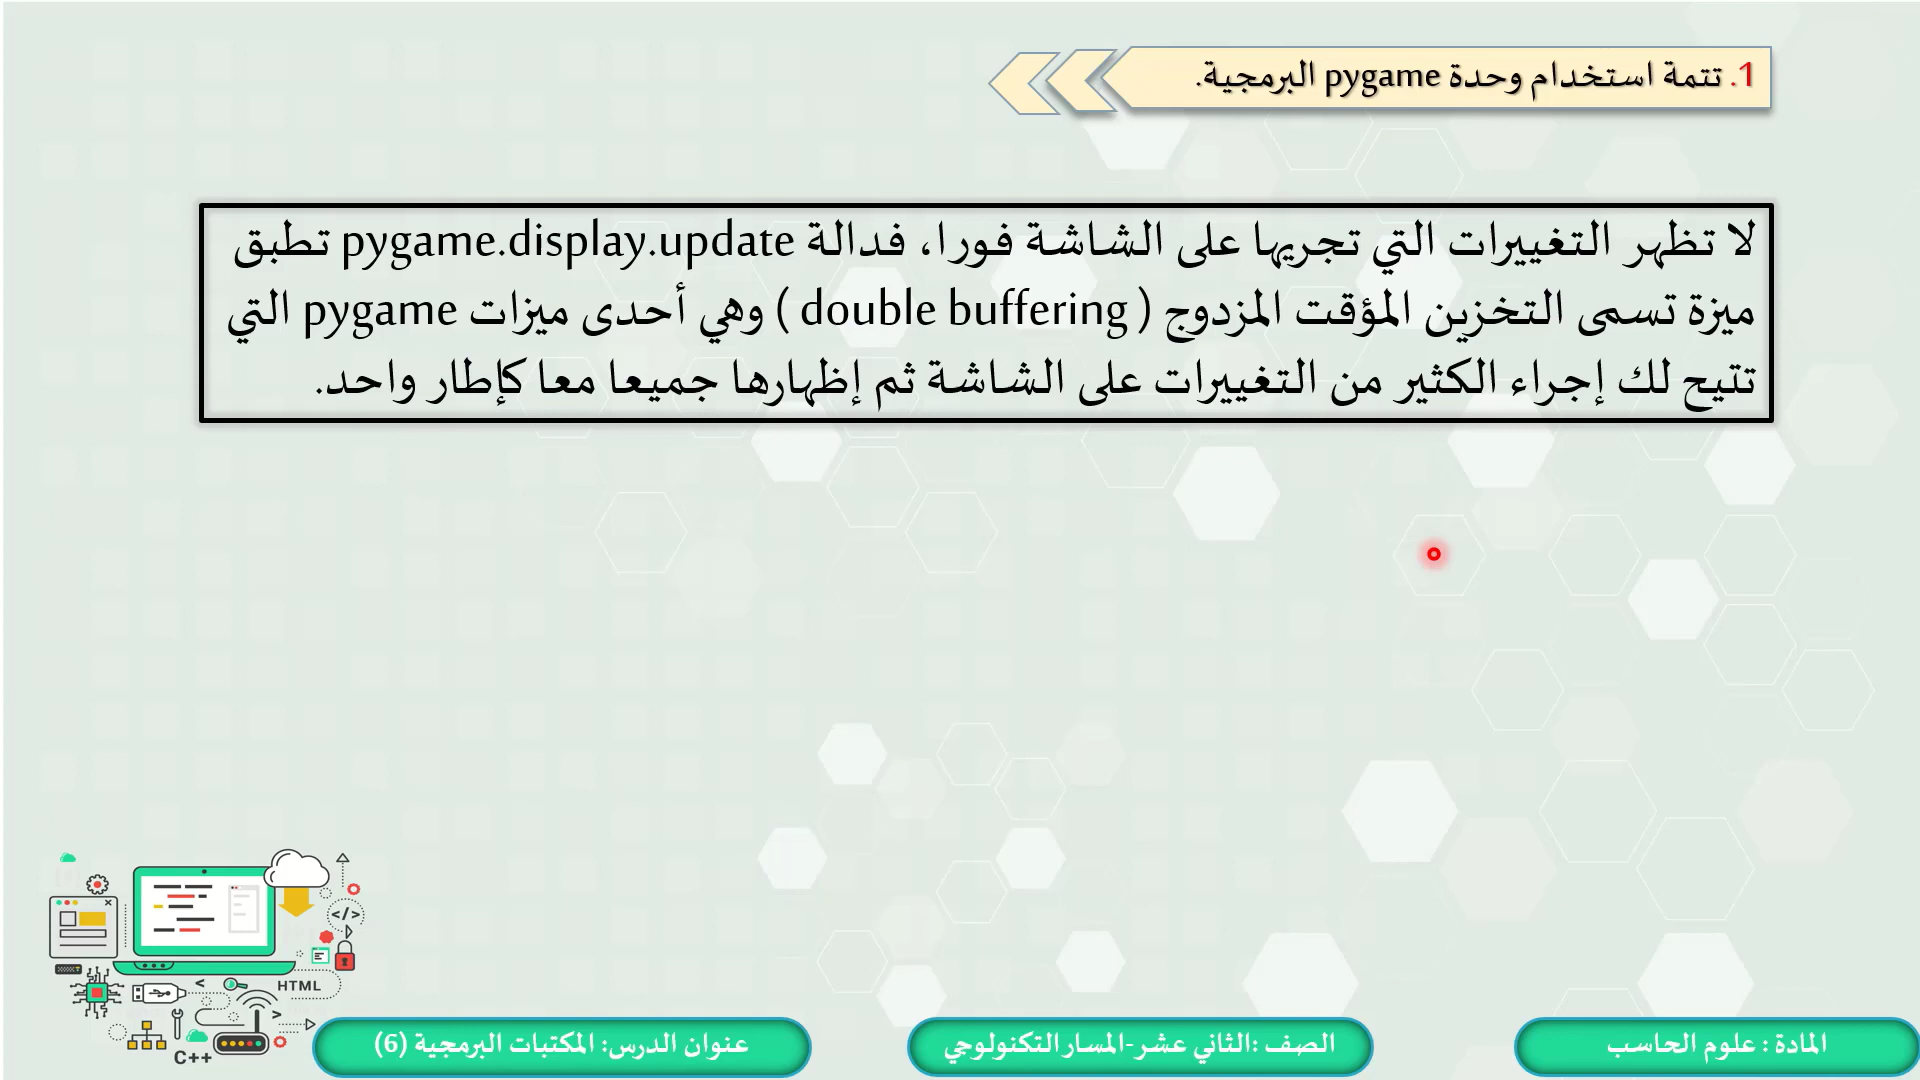 1. تتمة استخدام وحدة pygame البرمجية.
لا تظهر التغييرات التي تجريها على الشاشة فورا، فدالة pygame.display.update تطبق
ميزة تسمى التخزين المؤقت المزدوج ( double buffering ) وهي أحدى ميزات pygame التي
تتيح لك إجراء الكثير من التغييرات على الشاشة ثم إظهارها جميعا معا كإطار واحد.
</>
HTML
C++
المادة : علوم الحاسب
الصف :الثاني عشر-المسار التكنولوجي
عنوان الدرس: المكتبات البرمجية (6)